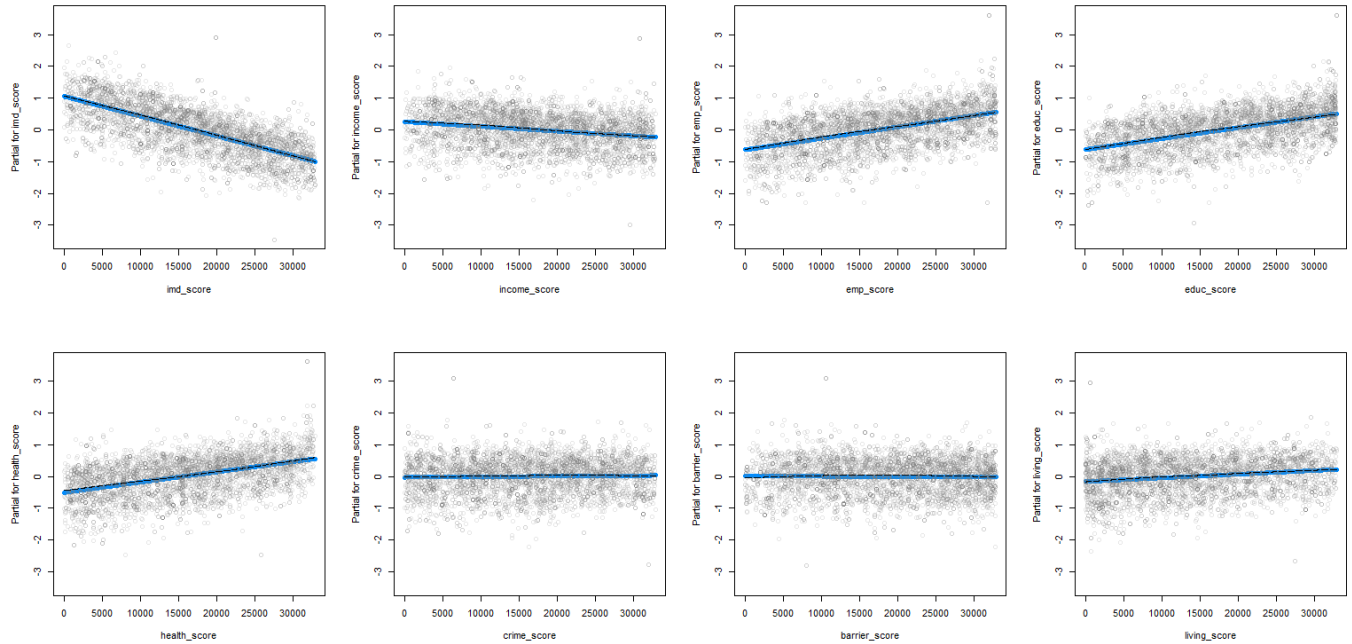 Partial for imd_score
3
2
1
0
-1
-2
-3
0 5000 10000 15000 20000 25000 30000
imd_score
Partial for income_score
3
2
1
0
-1
-2
-3
0 5000 10000 15000 20000 25000 30000
income_score
Partial for emp_score
3
2
1
0
-1
-2
-3
0 5000 10000 15000 20000 25000 30000
emp_score
Partial for educ_score
3
2
1
0
-1
-2
-3
0 5000 10000 15000 20000 25000 30000
educ_score
Partial for health_score
3
2
1
0
-1
-2
-3
0 5000 10000 15000 20000 25000 30000
health_score
Partial for crime_score
3
2
1
0
-1
-2
-3
0 5000 10000 15000 20000 25000 30000
crime_score
Partial for barrier_score
3
2
1
0
-1
-2
-3
0 5000 10000 15000 20000 25000 30000
barrier_score
Partial for living_score
3
2
1
0
-1
-2
-3
0 5000 10000 15000 20000 25000 30000
living_score